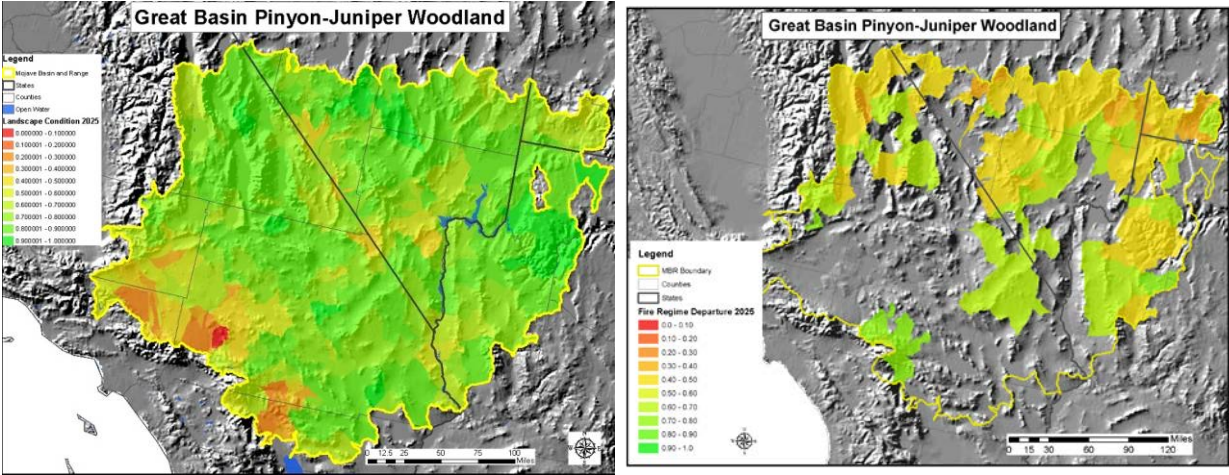 Great Basin Pinyon-Juniper Woodland
Legend
Mojave Basin and Range
States
Counties
Open Water
Landscape Condition 2025
0.000000 - 0.100000
0.100001 - 0.200000
0.200001 - 0.300000
0.300001 - 0.400000
0.400001 - 0.500000
0.500001 - 0.600000
0.600001 - 0.700000
0.700001 - 0.800000
0.800001 - 0.900000
0.900001 - 1.000000
0 12.5 25 50 75 100
Miles
Great Basin Pinyon-Juniper Woodland
Legend
MBR Boundary
Counties
States
Fire Regime Departure 2025
0.0 - 0.10
0.10 - 0.20
0.20 - 0.30
0.30 - 0.40
0.40 - 0.50
0.50 - 0.60
0.60 - 0.70
0.70 - 0.80
0.80 - 0.90
0.90 - 1.0
Miles
0 15 30 60 90 120